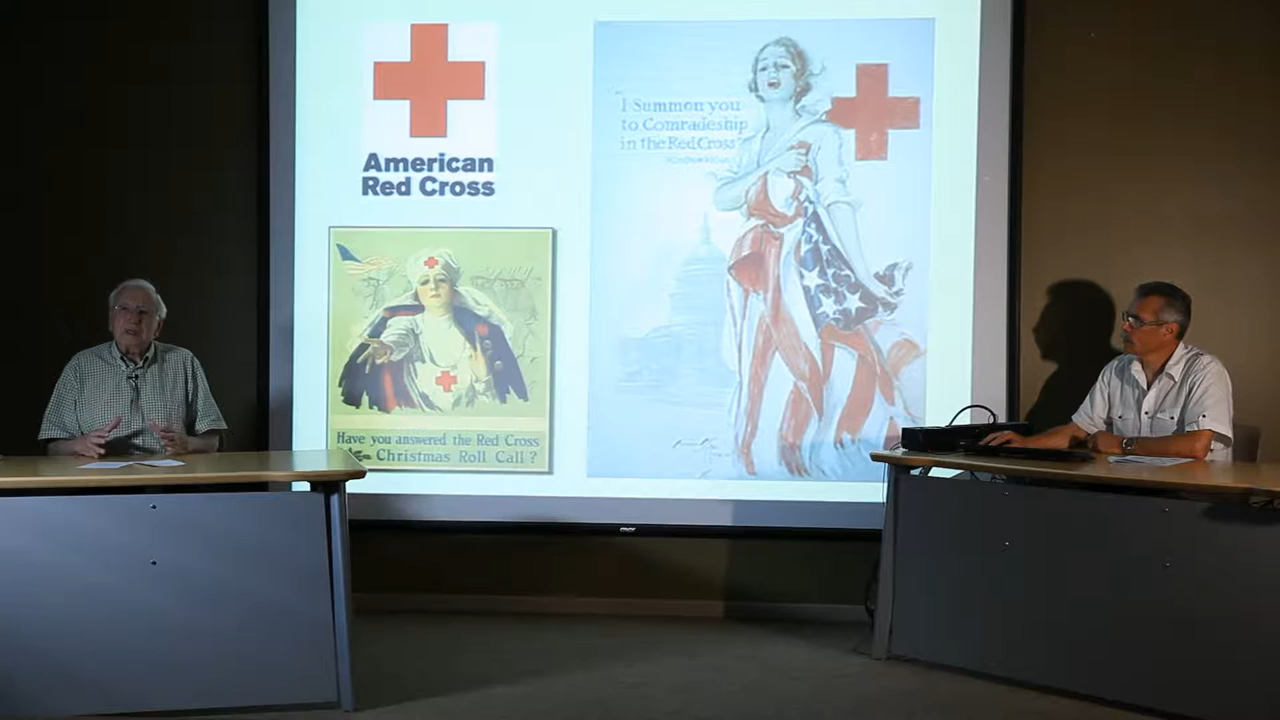 American
Red Cross
"I Summon you
to Comradeship
in the Red Cross"
Have you answered the Red Cross
Christmas Roll Call?